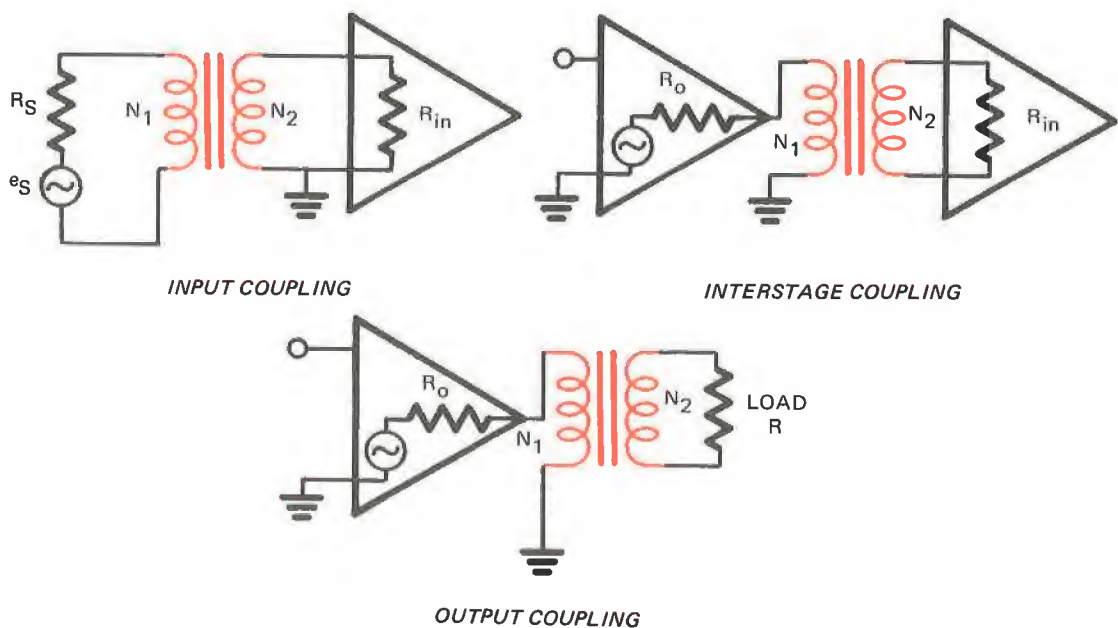 R_S
e_S
N_1
N_2
R_in
INPUT COUPLING
R_o
N_1
N_2
R_in
INTERSTAGE COUPLING
R_o
N_1
N_2
LOAD
R
OUTPUT COUPLING